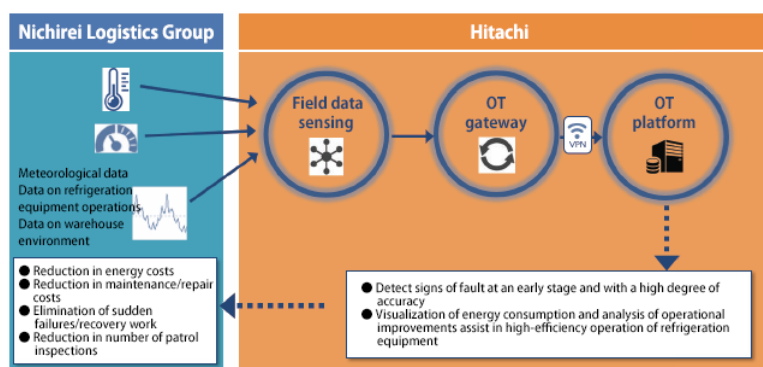 Nichirei Logistics Group
Hitachi
Field data
sensing
OT
gateway
VPN
OT
platform
Meteorological data
Data on refrigeration
equipment operations
Data on warehouse
environment
● Reduction in energy costs
● Reduction in maintenance/repair
costs
● Elimination of sudden
failures/recovery work
● Reduction in number of patrol
inspections
● Detect signs of fault at an early stage and with a high degree of
accuracy
● Visualization of energy consumption and analysis of operational
improvements assist in high-efficiency operation of refrigeration
equipment